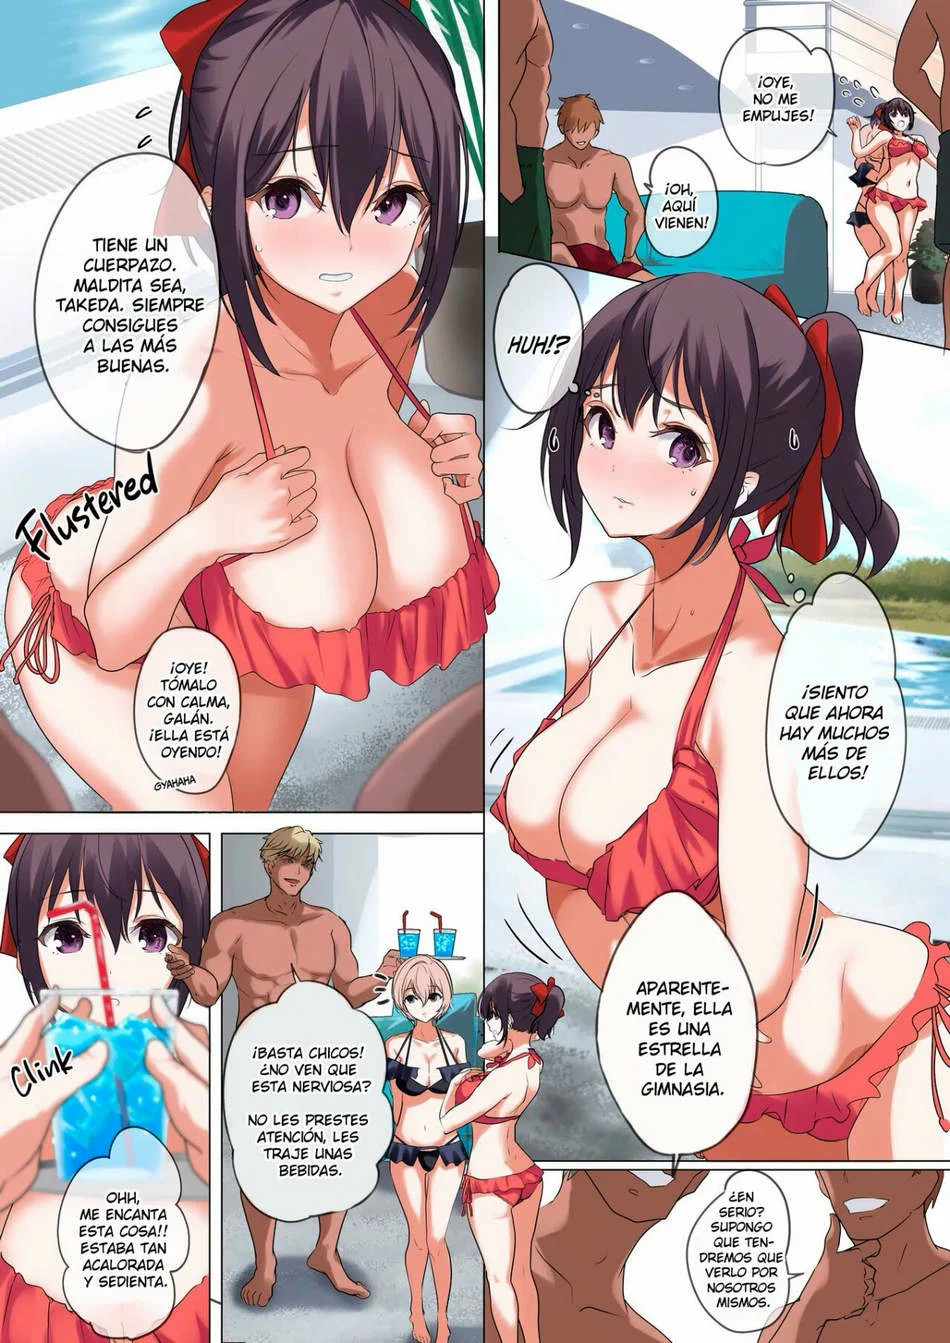 ¡OYE,
NO ME
EMPUJES!
¡OH,
AQUÍ
VIENEN!
TIENE UN
CUERPAZO.
MALDITA SEA,
TAKEDA. SIEMPRE
CONSIGUES
A LAS MÁS
BUENAS.
Flustered
¡OYE!
TÓMALO
CON CALMA,
GALÁN.
¡ELLA ESTÁ
OYENDO!
GYAHAHA
HUH!?
¡SIENTO
QUE AHORA
HAY MUCHOS
MÁS DE
ELLOS!
APARENTE-
MENTE, ELLA
ES UNA
ESTRELLA
DE LA
GIMNASIA.
¿EN
SERIO?
SUPONGO
QUE TEN-
DREMOS QUE
VERLO POR
NOSOTROS
MISMOS.
¡BASTA CHICOS!
¿NO VEN QUE
ESTA NERVIOSA?
NO LES PRESTES
ATENCIÓN, LES
TRAJE UNAS
BEBIDAS.
Clink
OHH,
ME ENCANTA
ESTA COSA!!
ESTABA TAN
ACALORADA
Y SEDIENTA.